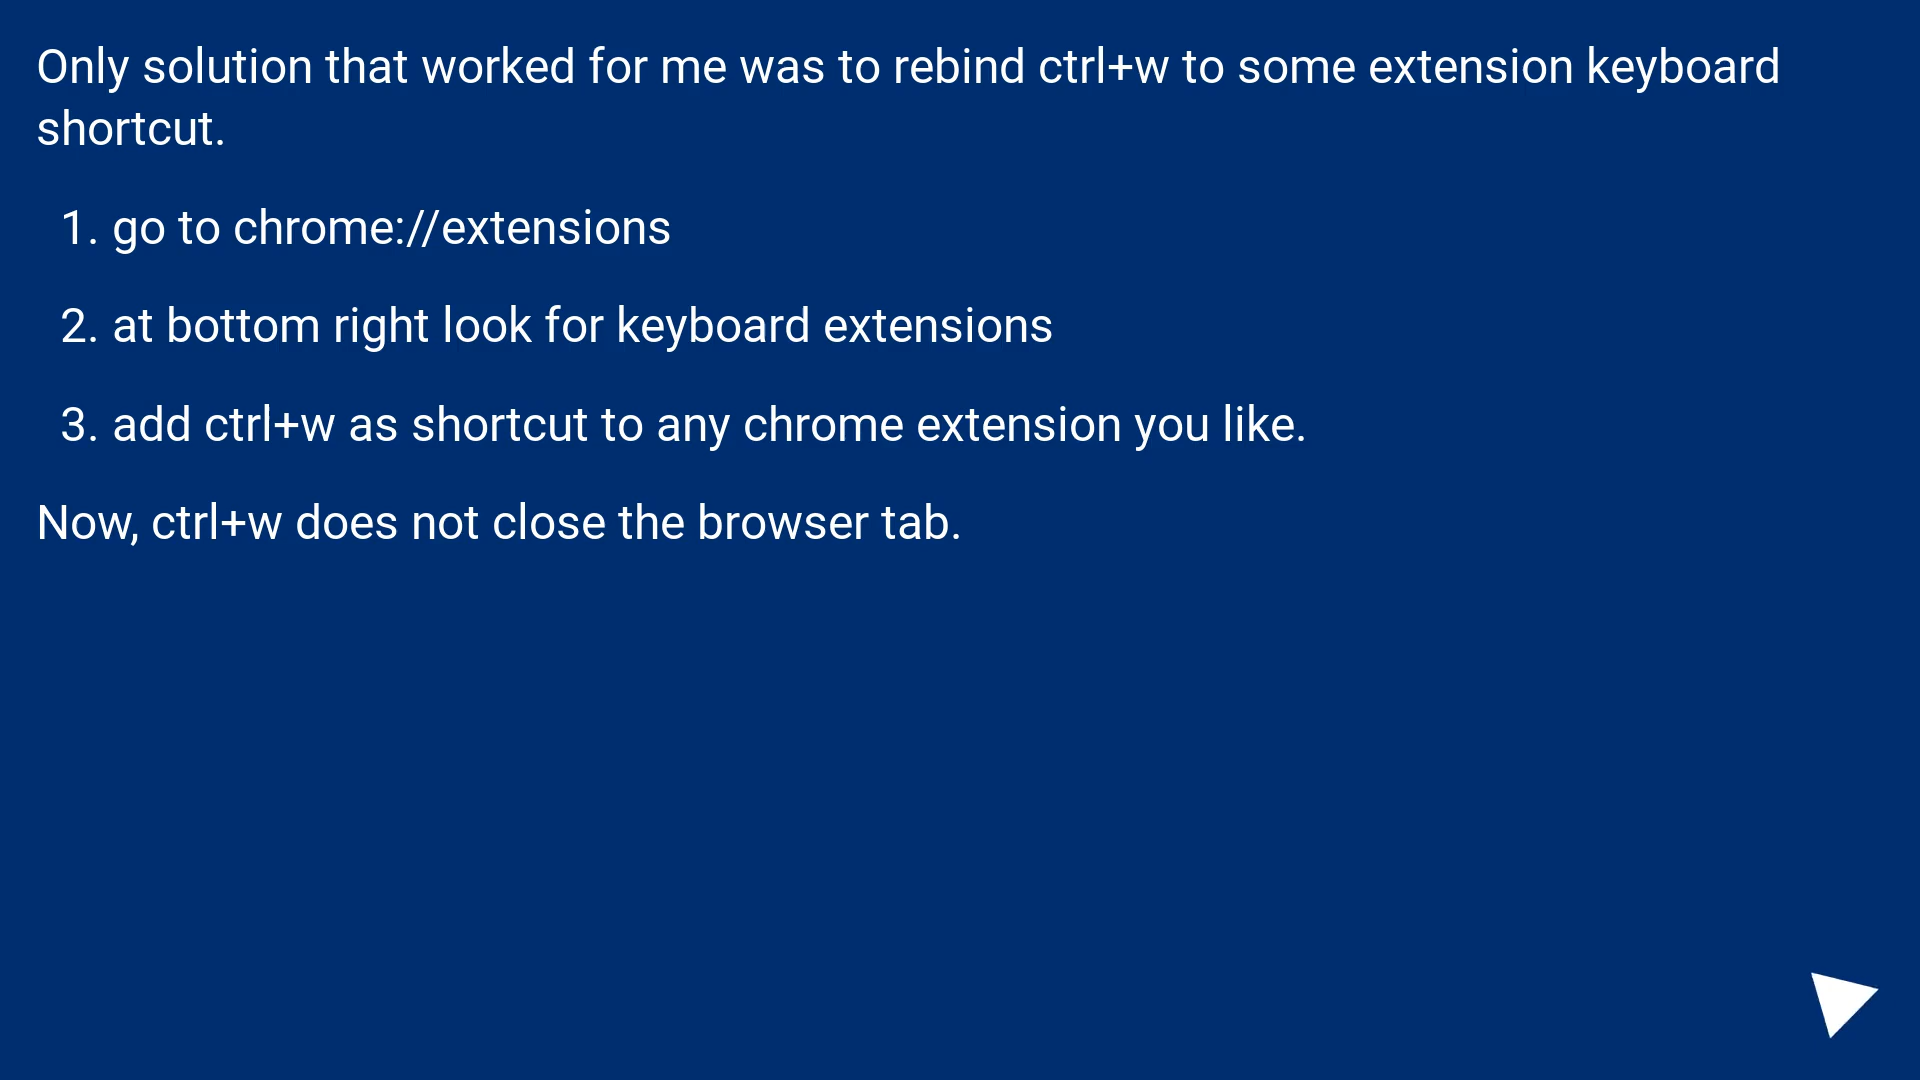 Only solution that worked for me was to rebind ctrl+w to some extension keyboard
shortcut.
1. go to chrome://extensions
2. at bottom right look for keyboard extensions
3. add ctrl+w as shortcut to any chrome extension you like.
Now, ctrl+w does not close the browser tab.